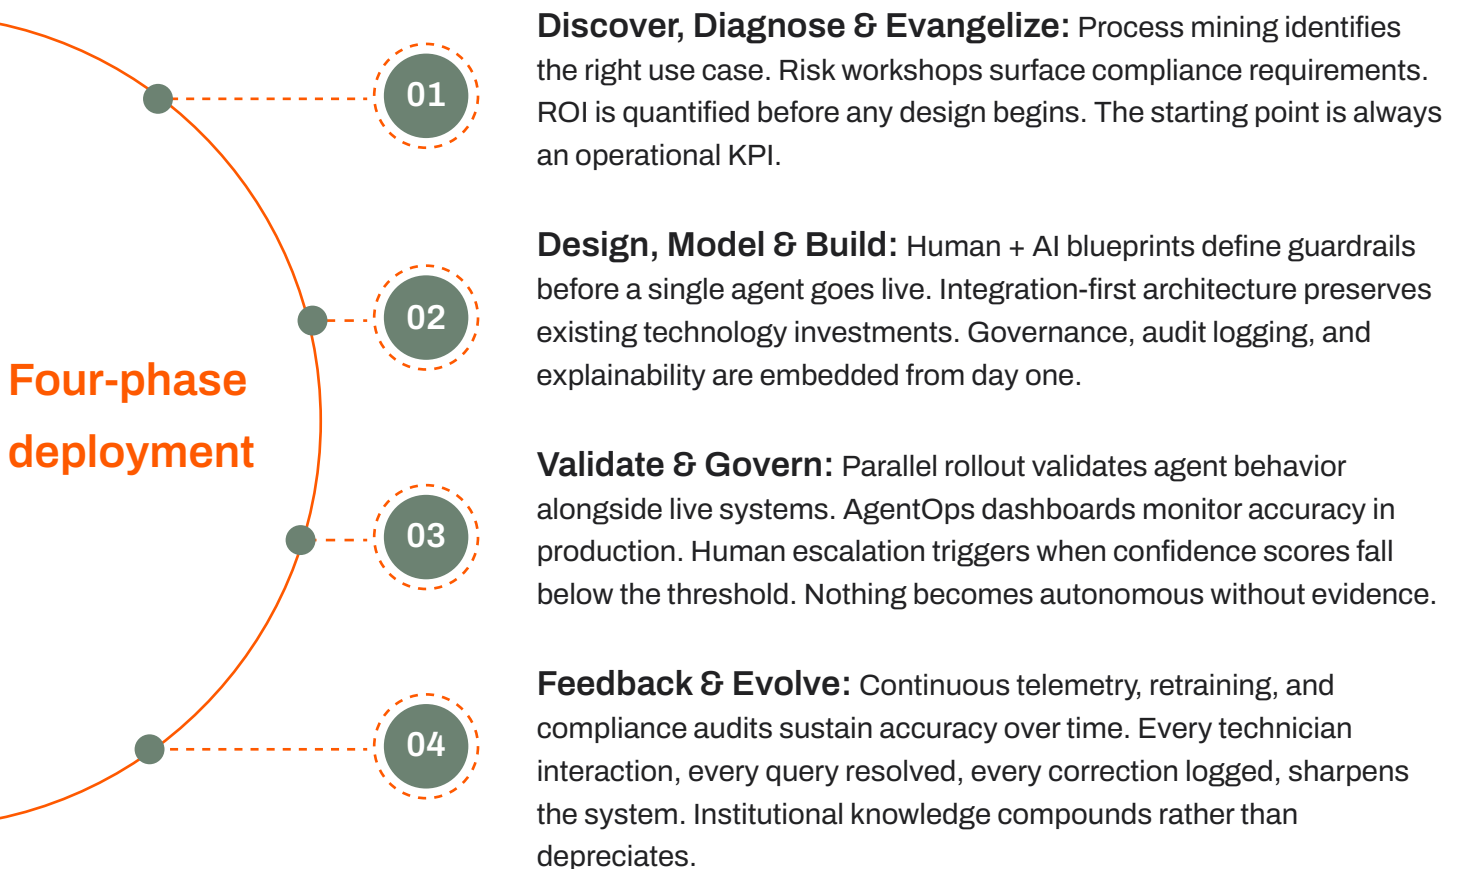 Four-phase
deployment
01
Discover, Diagnose & Evangelize: Process mining identifies
the right use case. Risk workshops surface compliance requirements.
ROI is quantified before any design begins. The starting point is always
an operational KPI.
02
Design, Model & Build: Human + AI blueprints define guardrails
before a single agent goes live. Integration-first architecture preserves
existing technology investments. Governance, audit logging, and
explainability are embedded from day one.
03
Validate & Govern: Parallel rollout validates agent behavior
alongside live systems. AgentOps dashboards monitor accuracy in
production. Human escalation triggers when confidence scores fall
below the threshold. Nothing becomes autonomous without evidence.
04
Feedback & Evolve: Continuous telemetry, retraining, and
compliance audits sustain accuracy over time. Every technician
interaction, every query resolved, every correction logged, sharpens
the system. Institutional knowledge compounds rather than
depreciates.